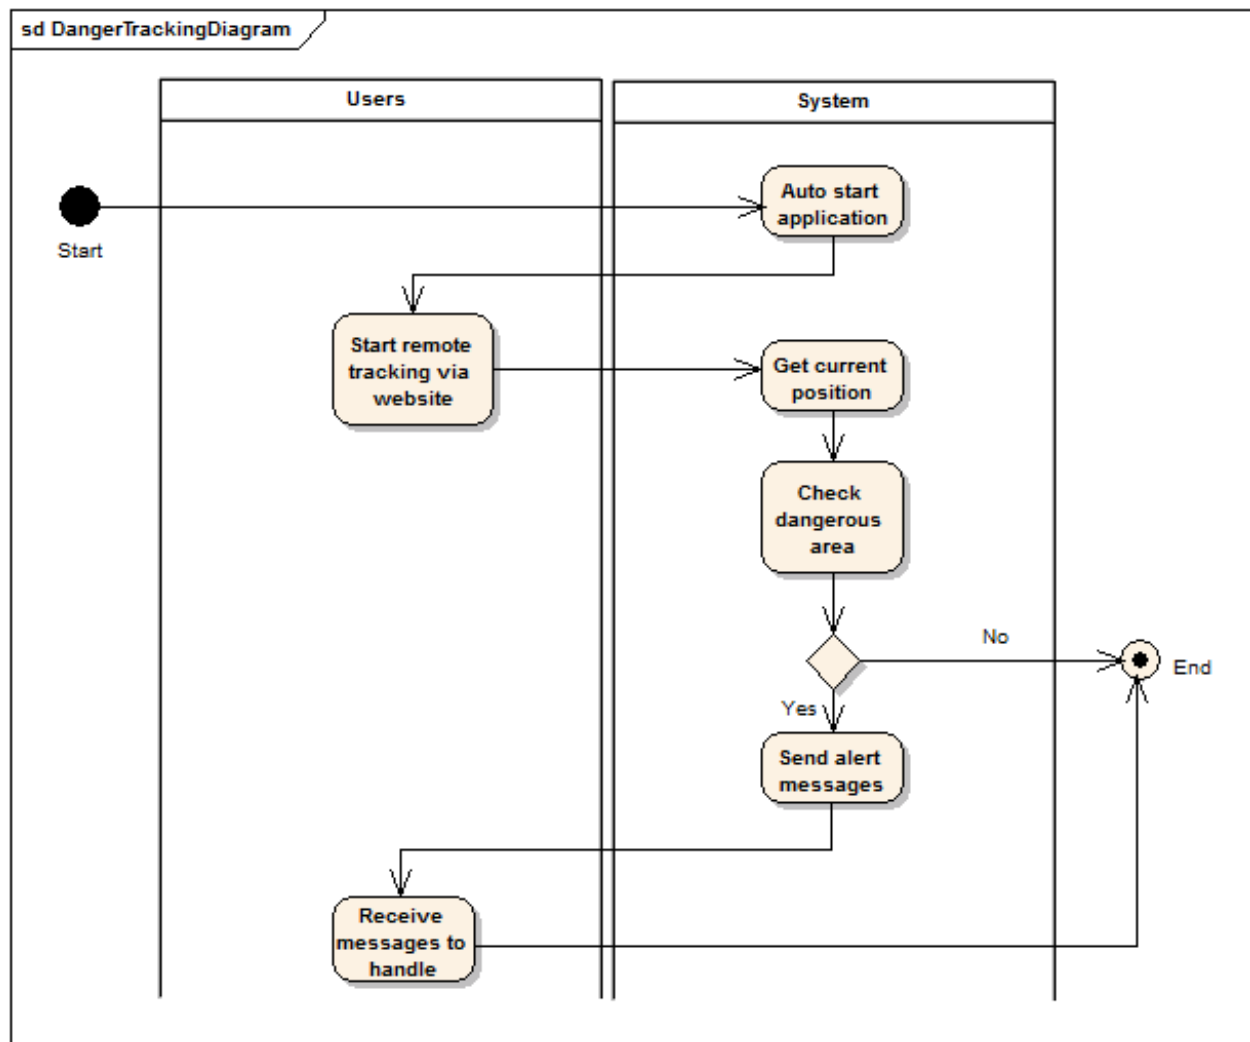 sd DangerTrackingDiagram
Users
System
Auto start
application
Start
Start remote
tracking via
website
Get current
position
Check
dangerous
area
No
End
Yes
Send alert
messages
Receive
messages to
handle